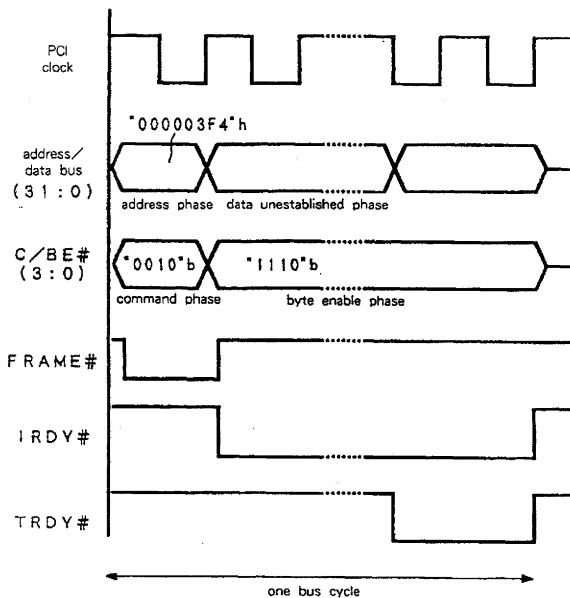 PCI
clock
"000003F4"h
address/
data bus
(31:0)
address phase
data unestablished phase
C/BE#
(3:0)
"0010"b
"1110"b
command phase
byte enable phase
FRAME#
IRDY#
TRDY#
one bus cycle